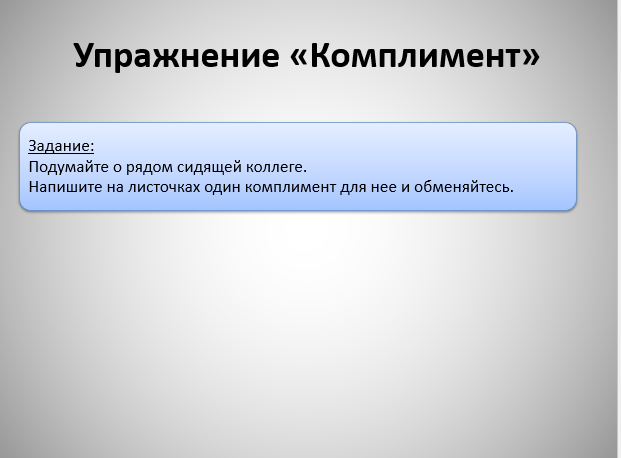 Упражнение «Комплимент»
Задание:
Подумайте о рядом сидящей коллеге.
Напишите на листочках один комплимент для нее и обменяйтесь.